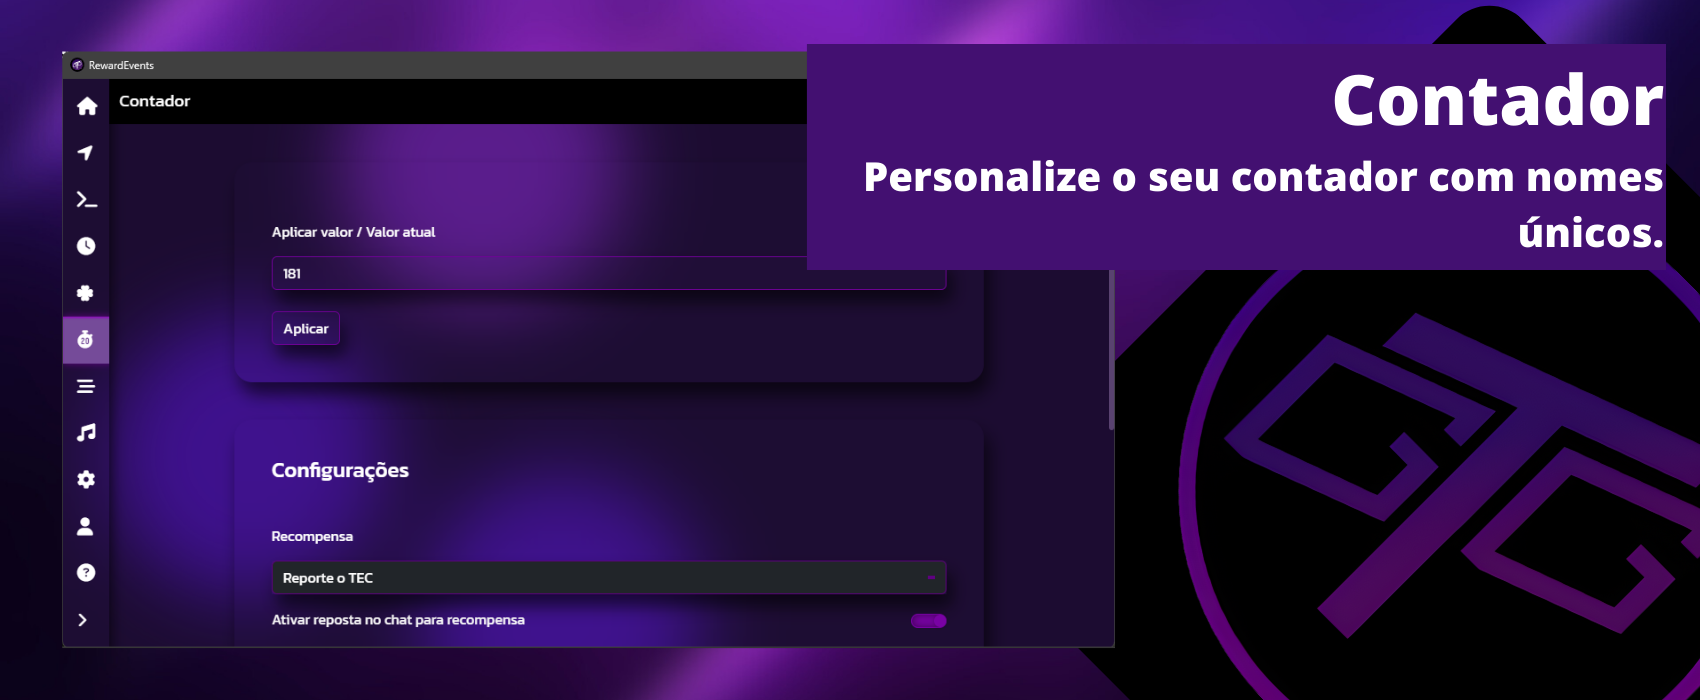 RewardEvents
Contador
Contador
Personalize o seu contador com nomes
únicos.
Aplicar valor / Valor atual
181
Aplicar
20
Configurações
Recompensa
Reporte o TEC
Ativar reposta no chat para recompensa